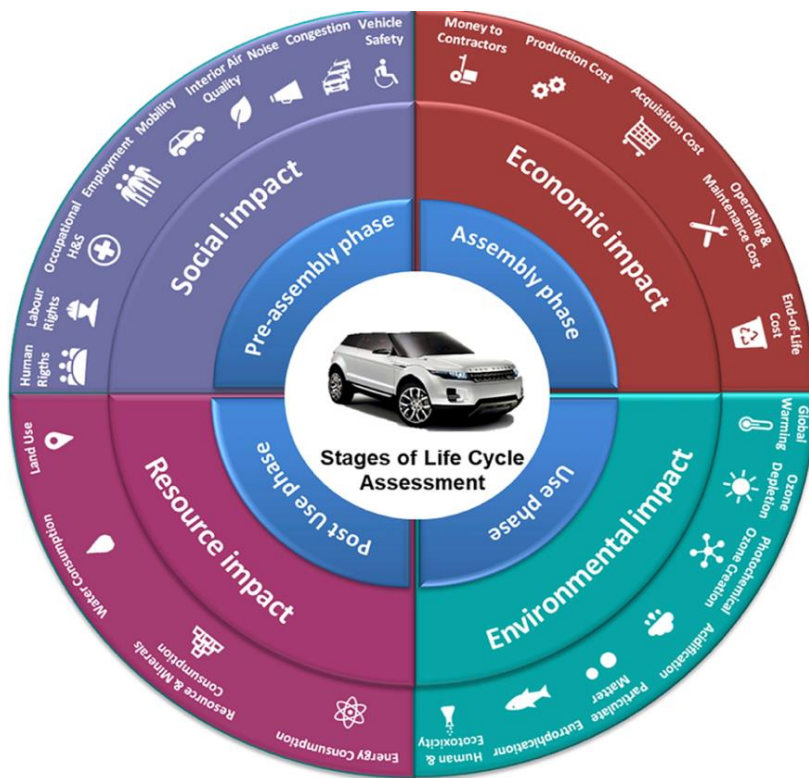 Human
Rigths
Labour
Rights
Occupational
H&S
Employment
Mobility
Interior Air
Quality
Noise
Congestion
Vehicle
Safety
Money to
Contractors
Production Cost
Acquisition Cost
Operating &
Maintenance Cost
End-of-Life
Cost
Social impact
Economic impact
Pre-assembly phase
Assembly phase
Stages of Life Cycle
Assessment
Post Use phase
Use phase
Resource impact
Environmental impact
Land Use
Water Consumption
Resource & Minerals
Consumption
Energy Consumption
Global
Warming
Ozone
Depletion
Photochemical
Ozone Creation
Acidification
Particulate
Matter
Eutrophicationr
Human &
Ecotoxicity